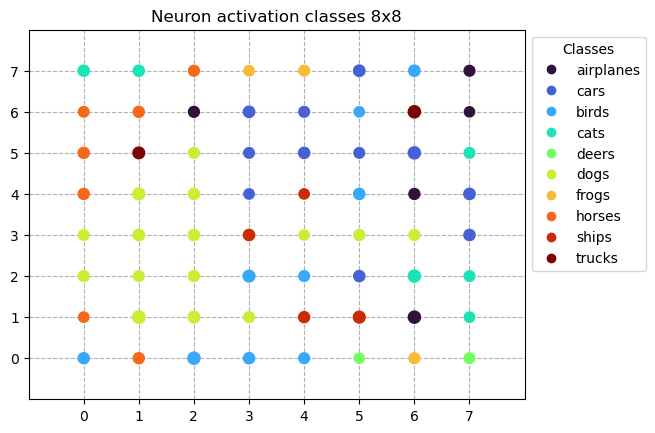 Neuron activation classes 8x8
Classes
airplanes
cars
birds
cats
deers
dogs
frogs
horses
ships
trucks
7
6
5
4
3
2
1
0
0 1 2 3 4 5 6 7